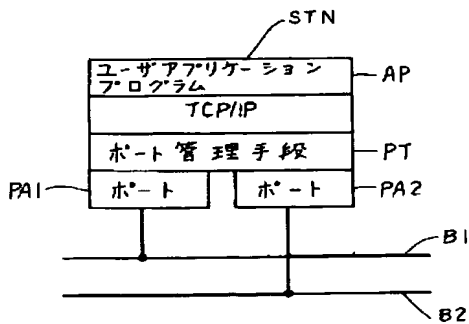 STN
ユーザアプリケーション
プログラム
AP
TCP/IP
ポート管理手段
PT
PA1
ポート
ポート
PA2
B1
B2